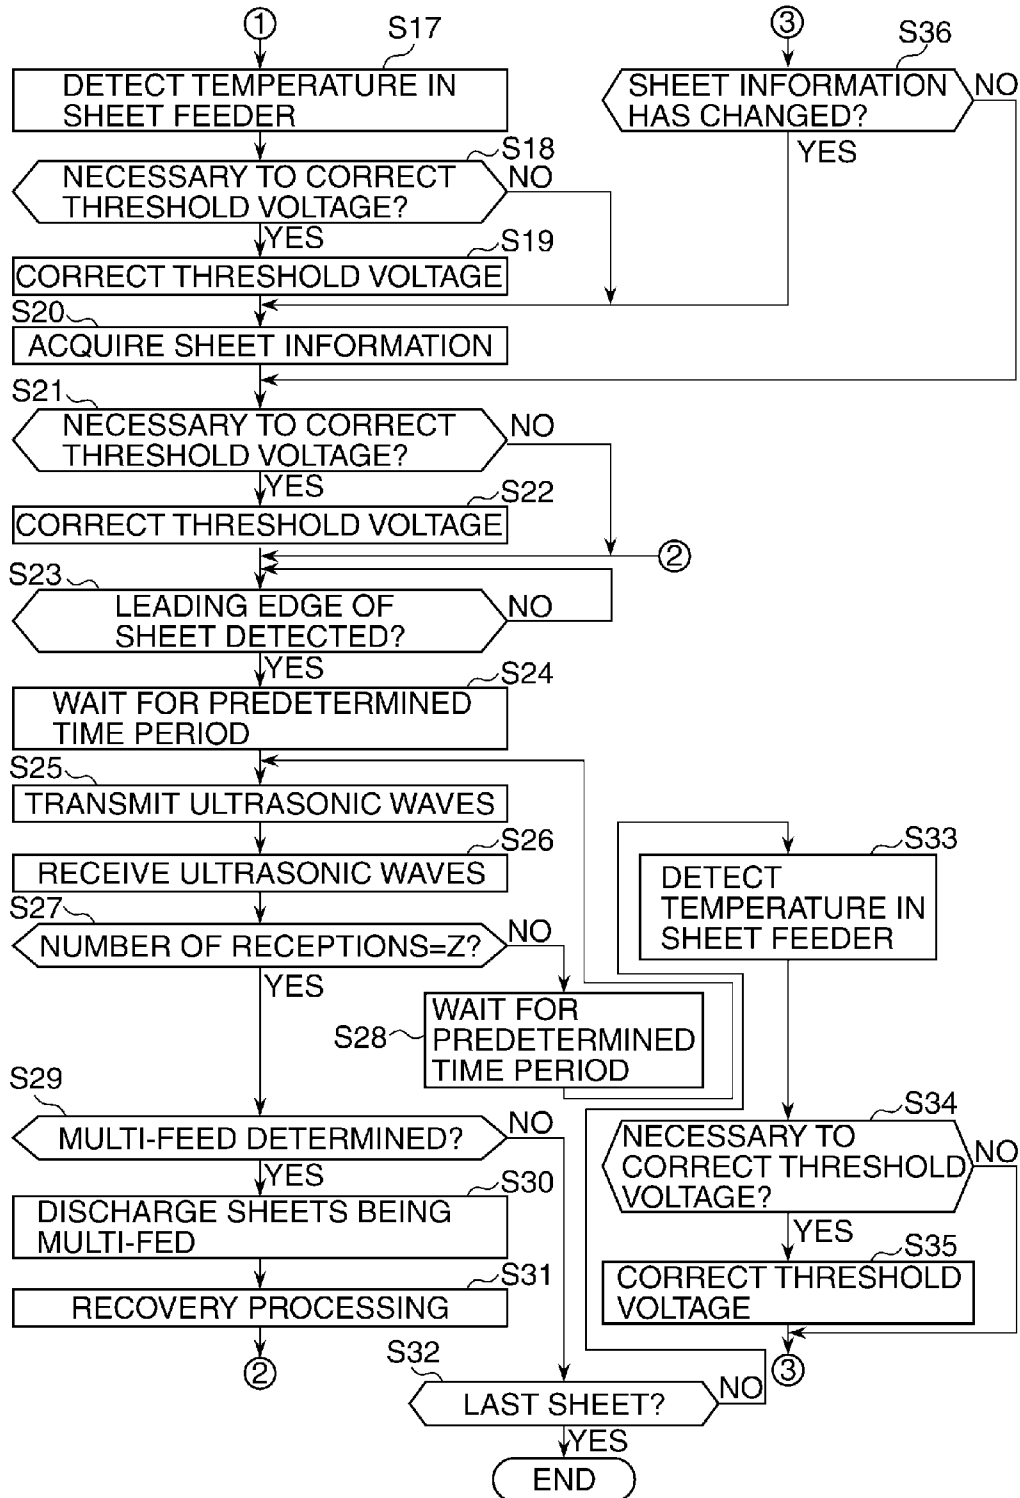 ①
S17
DETECT TEMPERATURE IN
SHEET FEEDER
S18
NECESSARY TO CORRECT
THRESHOLD VOLTAGE?
NO
YES
S19
CORRECT THRESHOLD VOLTAGE
S20
ACQUIRE SHEET INFORMATION
S21
NECESSARY TO CORRECT
THRESHOLD VOLTAGE?
NO
YES
S22
CORRECT THRESHOLD VOLTAGE
②
S23
LEADING EDGE OF
SHEET DETECTED?
NO
YES
S24
WAIT FOR PREDETERMINED
TIME PERIOD
S25
TRANSMIT ULTRASONIC WAVES
S26
RECEIVE ULTRASONIC WAVES
S27
NUMBER OF RECEPTIONS=Z?
NO
YES
S28
WAIT FOR
PREDETERMINED
TIME PERIOD
S29
MULTI-FEED DETERMINED?
NO
YES
S30
DISCHARGE SHEETS BEING
MULTI-FED
S31
RECOVERY PROCESSING
②
S32
LAST SHEET?
NO
YES
END
S33
DETECT
TEMPERATURE IN
SHEET FEEDER
S34
NECESSARY TO
CORRECT THRESHOLD
VOLTAGE?
NO
YES
S35
CORRECT THRESHOLD
VOLTAGE
③
③
S36
SHEET INFORMATION
HAS CHANGED?
NO
YES